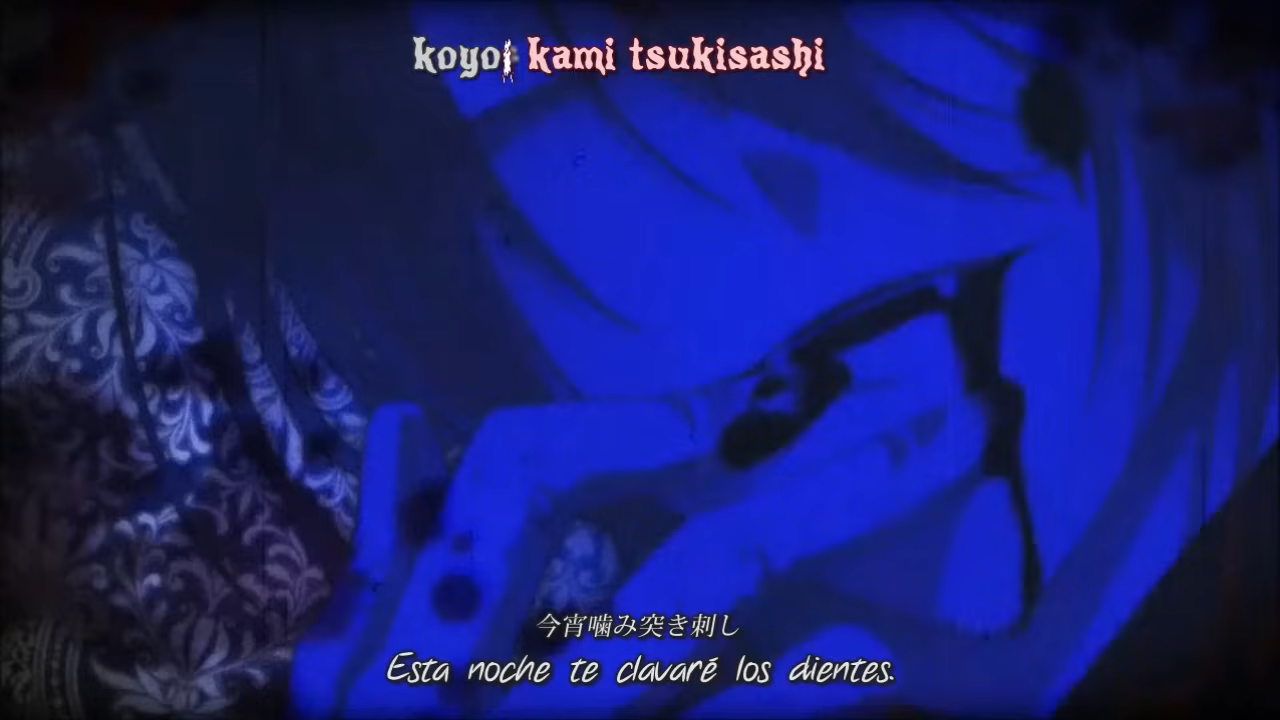 koyoi kami tsukisashi
今宵噛み突き刺し
Esta noche te clavaré los dientes.